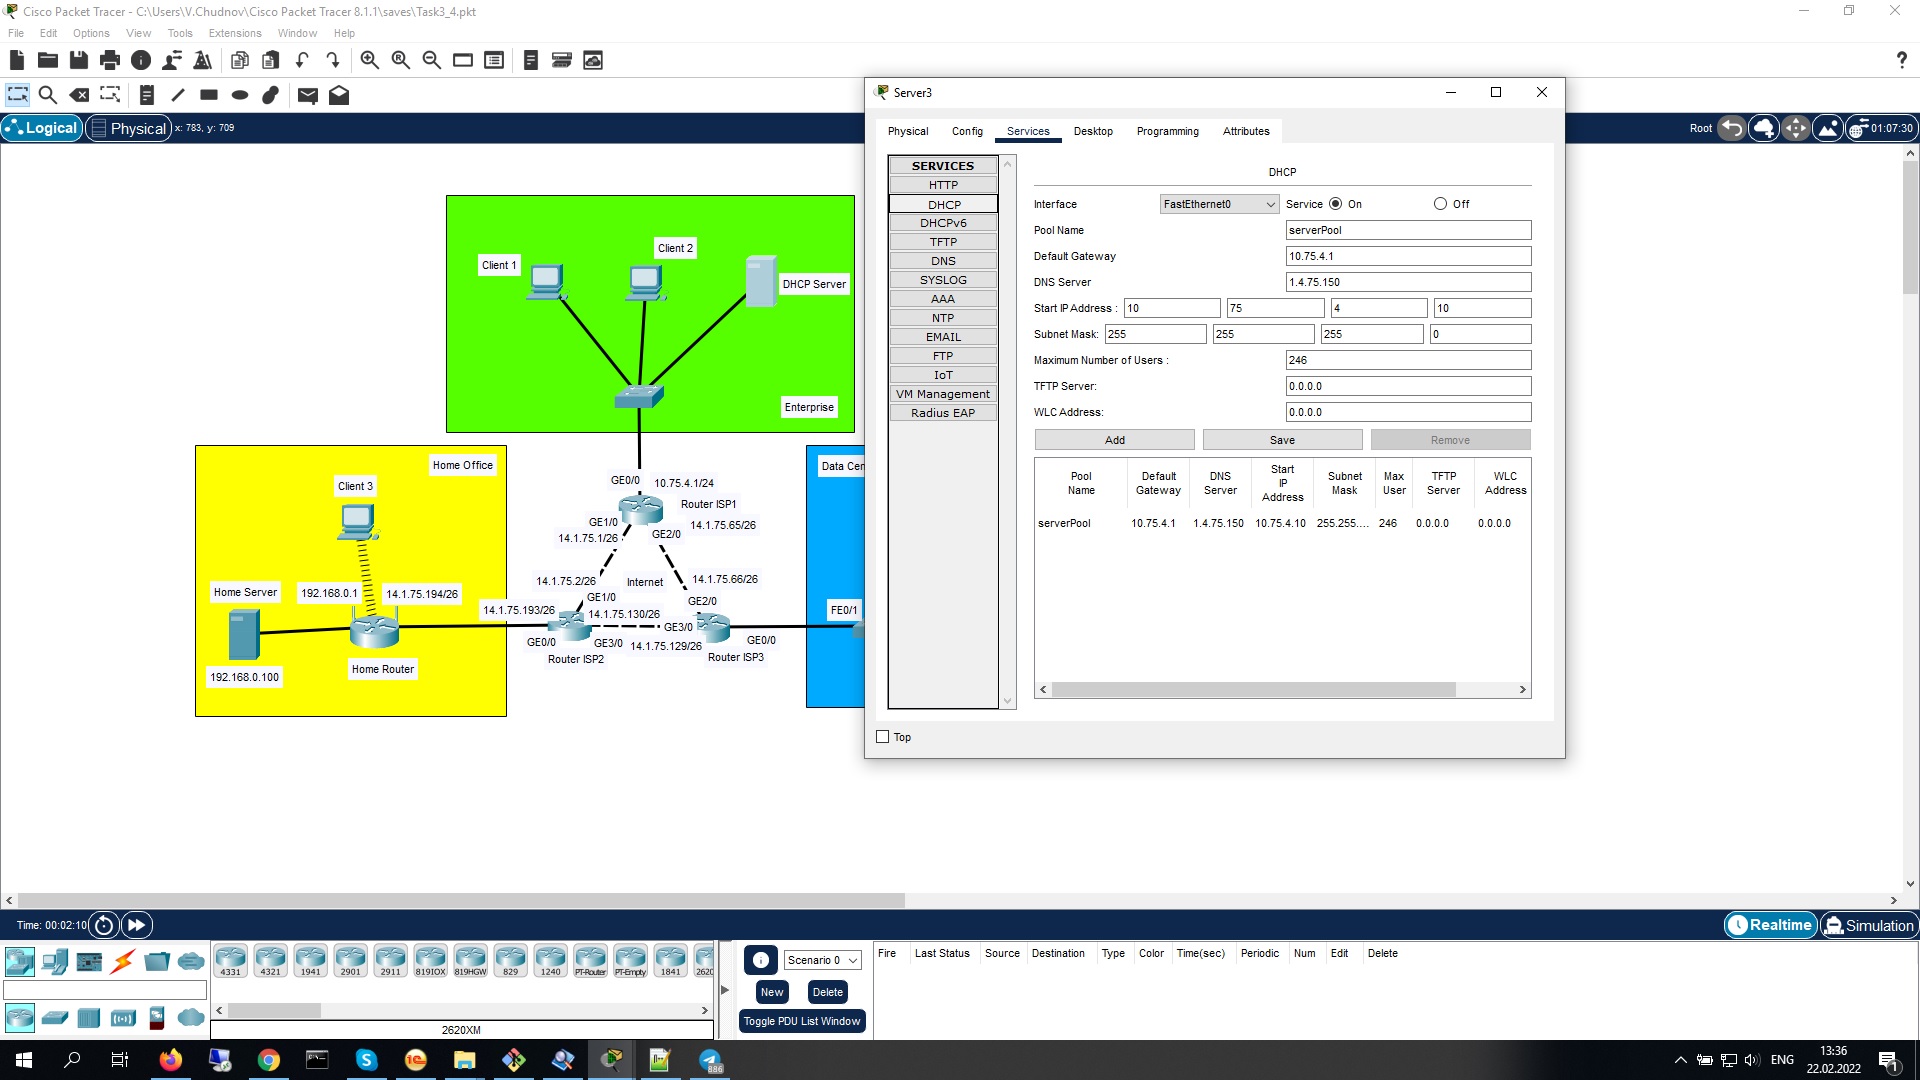 Cisco Packet Tracer - C:\Users\V.Chudnov\Cisco Packet Tracer 8.1.1\saves\Task3_4.pkt
File Edit Options View Tools Extensions Window Help
?
Logical Physical x: 783, y: 709
Root 01:07:30
Client 1
Client 2
DHCP Server
Enterprise
Home Office
Client 3
Home Server
192.168.0.1
14.1.75.194/26
192.168.0.100
Home Router
GE0/0 10.75.4.1/24
Router ISP1
GE1/0
14.1.75.65/26
14.1.75.1/26
GE2/0
14.1.75.2/26
Internet
14.1.75.66/26
GE1/0
GE2/0
14.1.75.193/26
14.1.75.130/26
GE3/0
GE0/0
GE3/0
14.1.75.129/26
GE0/0
Router ISP2
Router ISP3
Data Cen
FE0/1
Server3
Physical Config Services Desktop Programming Attributes
SERVICES
HTTP
DHCP
DHCPv6
TFTP
DNS
SYSLOG
AAA
NTP
EMAIL
FTP
IoT
VM Management
Radius EAP
DHCP
Interface FastEthernet0 Service On Off
Pool Name serverPool
Default Gateway 10.75.4.1
DNS Server 1.4.75.150
Start IP Address : 10 75 4 10
Subnet Mask: 255 255 255 0
Maximum Number of Users : 246
TFTP Server: 0.0.0.0
WLC Address: 0.0.0.0
Add Save Remove
Pool Name Default Gateway DNS Server Start IP Address Subnet Mask Max User TFTP Server WLC Address
serverPool 10.75.4.1 1.4.75.150 10.75.4.10 255.255.... 246 0.0.0.0 0.0.0.0
Top
Time: 00:02:10
Realtime Simulation
4331 4321 1941 2901 2911 819IOX 819HGW 829 1240 PT-Router PT-Empty 1841 2620
2620XM
Scenario 0
New Delete
Toggle PDU List Window
Fire Last Status Source Destination Type Color Time(sec) Periodic Num Edit Delete
886
ENG
13:36
22.02.2022
1